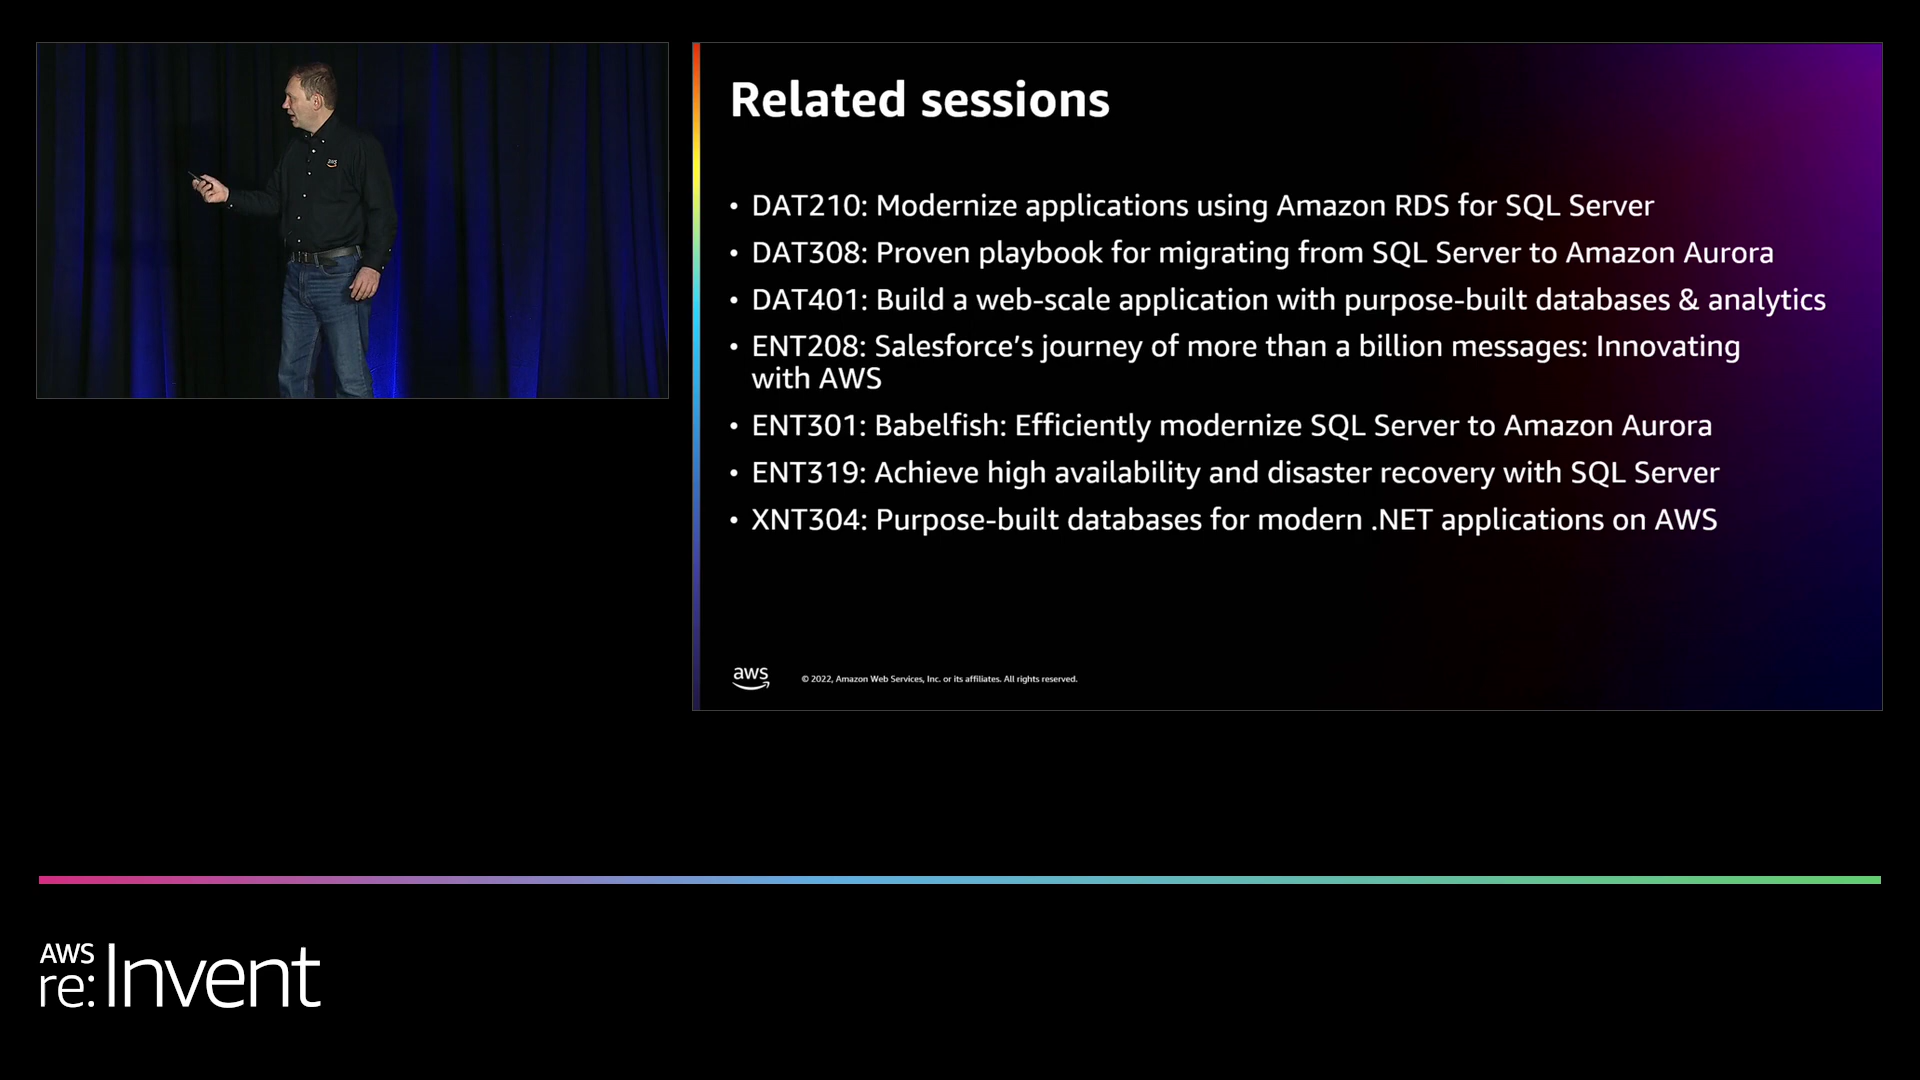 Related sessions
• DAT210: Modernize applications using Amazon RDS for SQL Server
• DAT308: Proven playbook for migrating from SQL Server to Amazon Aurora
• DAT401: Build a web-scale application with purpose-built databases & analytics
• ENT208: Salesforce’s journey of more than a billion messages: Innovating
with AWS
• ENT301: Babelfish: Efficiently modernize SQL Server to Amazon Aurora
• ENT319: Achieve high availability and disaster recovery with SQL Server
• XNT304: Purpose-built databases for modern .NET applications on AWS
aws
© 2022, Amazon Web Services, Inc. or its affiliates. All rights reserved.
aws
AWS
re:Invent